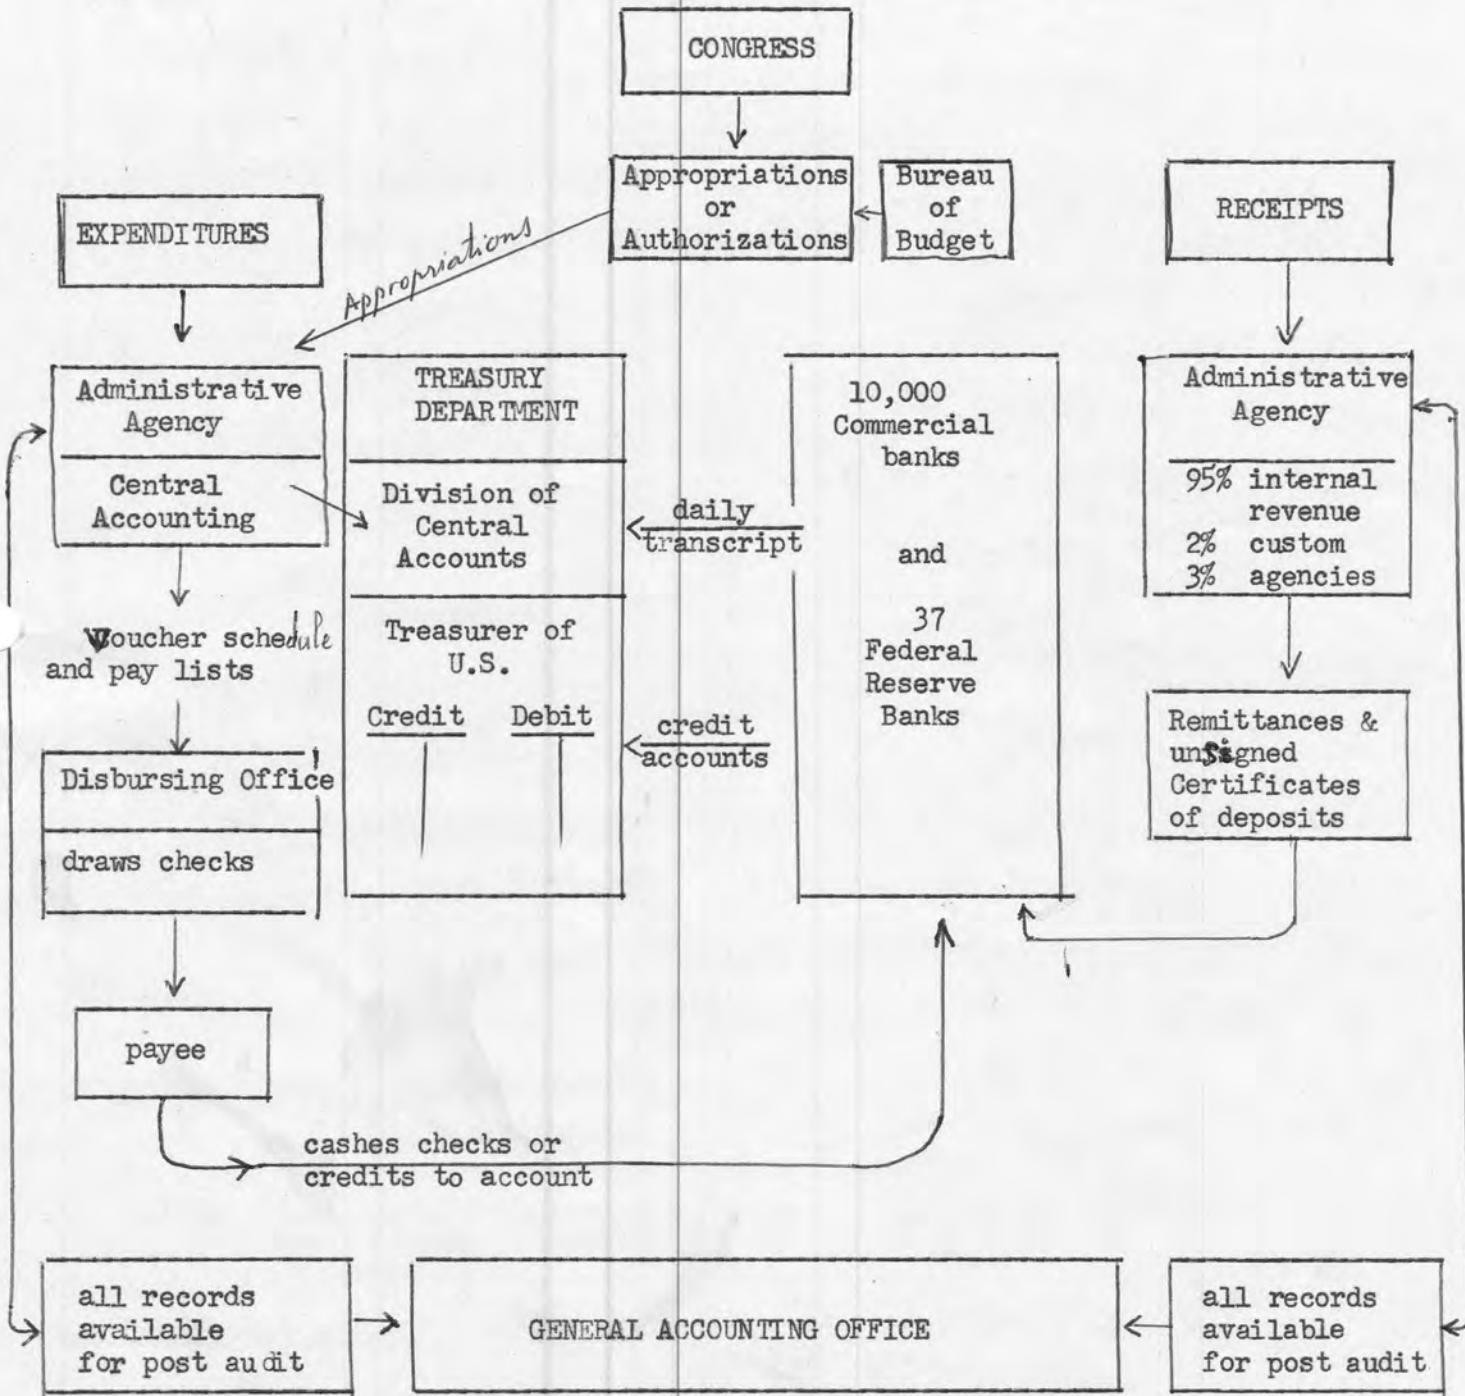 CONGRESS
Appropriations
or
Authorizations
Bureau
of
Budget
EXPENDITURES
RECEIPTS
Appropriations
Administrative
Agency
Central
Accounting
TREASURY
DEPARTMENT
Division of
Central
Accounts
Treasurer of
U.S.
Credit Debit
daily
transcript
credit
accounts
10,000
Commercial
banks
and
37
Federal
Reserve
Banks
Administrative
Agency
95% internal
revenue
2% custom
3% agencies
Voucher schedule
and pay lists
Disbursing Office
draws checks
Remittances &
unsigned
Certificates
of deposits
payee
cashes checks or
credits to account
all records
available
for post audit
GENERAL ACCOUNTING OFFICE
all records
available
for post audit